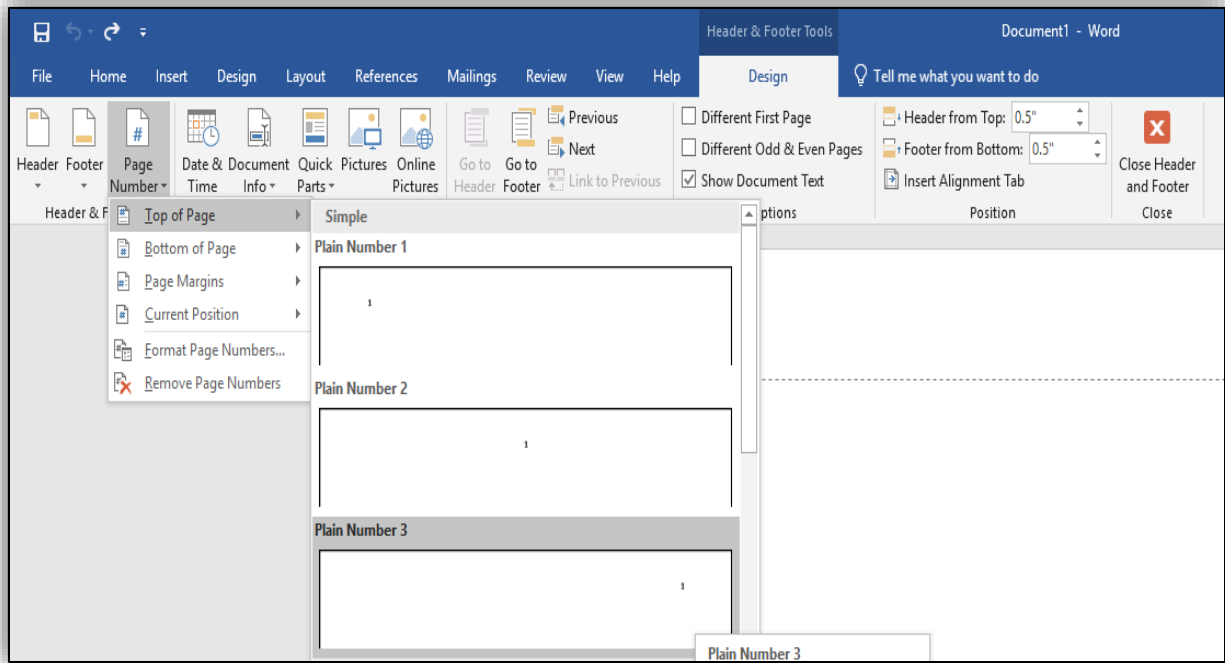 Header & Footer Tools
Document1 - Word
File Home Insert Design Layout References Mailings Review View Help Design Tell me what you want to do
Header Footer Page Number Date & Time Document Info Quick Parts Pictures Online Pictures Go to Header Go to Footer
Previous
Next
Link to Previous
Different First Page
Different Odd & Even Pages
Show Document Text
Header from Top: 0.5"
Footer from Bottom: 0.5"
Insert Alignment Tab
Close Header and Footer
Header & F
ptions
Position
Close
Top of Page
Bottom of Page
Page Margins
Current Position
Format Page Numbers...
Remove Page Numbers
Simple
Plain Number 1
1
Plain Number 2
1
Plain Number 3
1
Plain Number 3